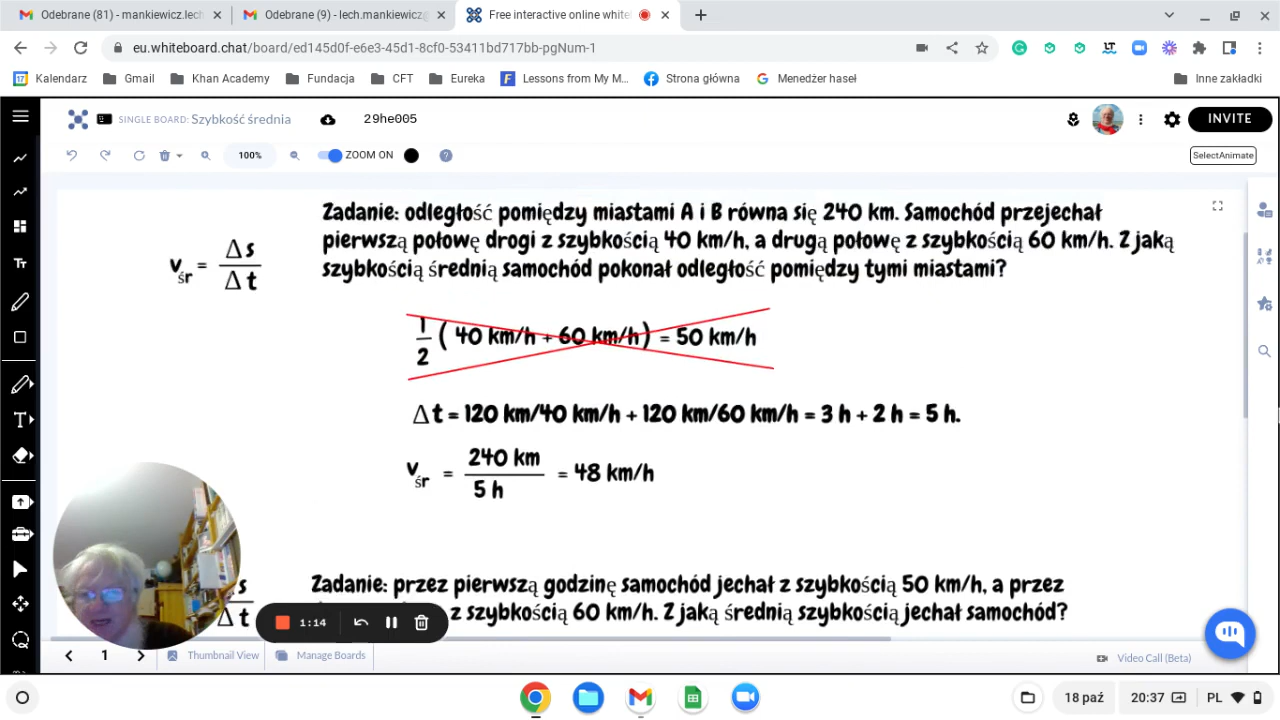 Odebrane (81) - mankiewicz.lech
Odebrane (9) - lech.mankiewicz@
Free interactive online white
eu.whiteboard.chat/board/ed145d0f-e6e3-45d1-8cf0-53411bd717bb-pgNum-1
Kalendarz
Gmail
Khan Academy
Fundacja
CFT
Eureka
Lessons from My M...
Strona główna
Menedżer haseł
Inne zakładki
SINGLE BOARD: Szybkość średnia
29he005
INVITE
100%
ZOOM ON
SelectAnimate
Zadanie: odległość pomiędzy miastami A i B równa się 240 km. Samochód przejechał
pierwszą połowę drogi z szybkością 40 km/h, a drugą połowę z szybkością 60 km/h. Z jaką
szybkością średnią samochód pokonał odległość pomiędzy tymi miastami?
vśr = Δs / Δt
1/2 ( 40 km/h + 60 km/h) = 50 km/h
Δt = 120 km/40 km/h + 120 km/60 km/h = 3 h + 2 h = 5 h.
vśr = 240 km / 5 h = 48 km/h
Zadanie: przez pierwszą godzinę samochód jechał z szybkością 50 km/h, a przez
z szybkością 60 km/h. Z jaką średnią szybkością jechał samochód?
s
Δt
1:14
1
Thumbnail View
Manage Boards
Video Call (Beta)
18 paź
20:37
PL